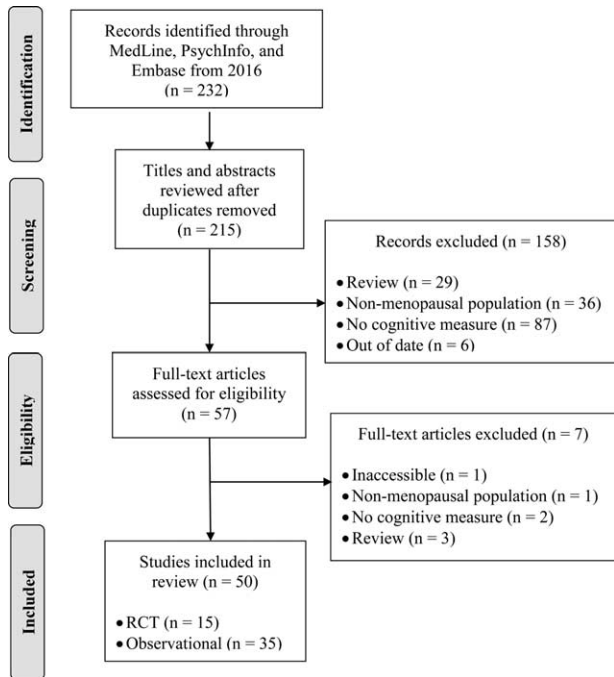 Identification
Records identified through
MedLine, PsychInfo, and
Embase from 2016
(n = 232)
Screening
Titles and abstracts
reviewed after
duplicates removed
(n = 215)
Records excluded (n = 158)
• Review (n = 29)
• Non-menopausal population (n = 36)
• No cognitive measure (n = 87)
• Out of date (n = 6)
Eligibility
Full-text articles
assessed for eligibility
(n = 57)
Full-text articles excluded (n = 7)
• Inaccessible (n = 1)
• Non-menopausal population (n = 1)
• No cognitive measure (n = 2)
• Review (n = 3)
Included
Studies included in
review (n = 50)
• RCT (n = 15)
• Observational (n = 35)